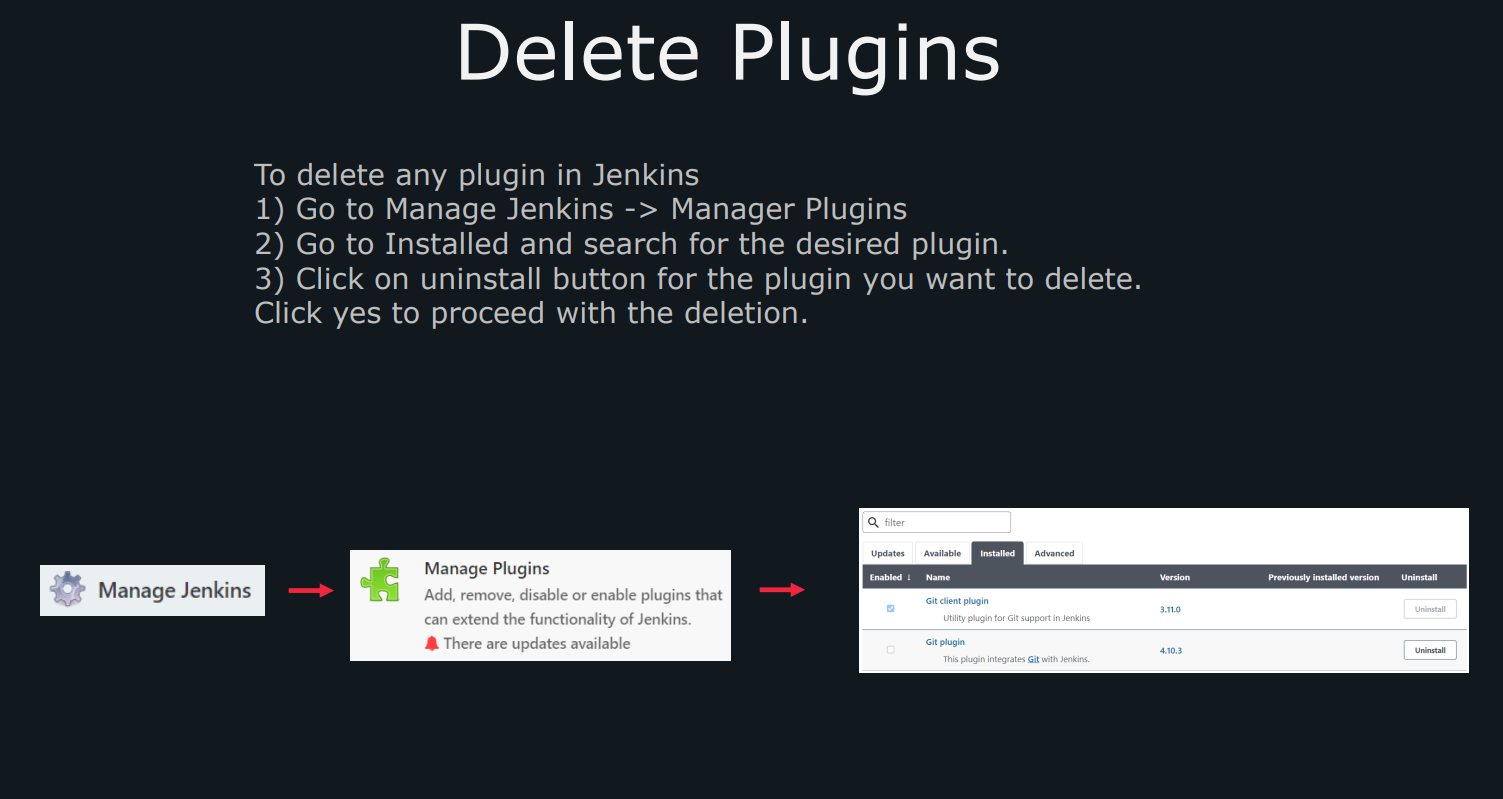 Delete Plugins
To delete any plugin in Jenkins
1) Go to Manage Jenkins -> Manager Plugins
2) Go to Installed and search for the desired plugin.
3) Click on uninstall button for the plugin you want to delete.
Click yes to proceed with the deletion.
Manage Jenkins
Manage Plugins
Add, remove, disable or enable plugins that
can extend the functionality of Jenkins.
There are updates available
filter
Updates Available Installed Advanced
Enabled ↓ Name Version Previously installed version Uninstall
Git client plugin
Utility plugin for Git support in Jenkins
3.11.0
Uninstall
Git plugin
This plugin integrates Git with Jenkins.
4.10.3
Uninstall